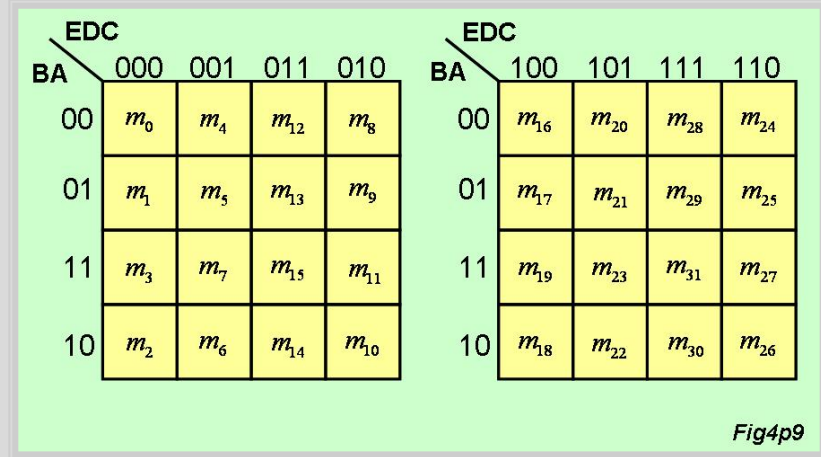 EDC EDC
BA 000 001 011 010 BA 100 101 111 110
00 m₀ m₄ m₁₂ m₈ 00 m₁₆ m₂₀ m₂₈ m₂₄
01 m₁ m₅ m₁₃ m₉ 01 m₁₇ m₂₁ m₂₉ m₂₅
11 m₃ m₇ m₁₅ m₁₁ 11 m₁₉ m₂₃ m₃₁ m₂₇
10 m₂ m₆ m₁₄ m₁₀ 10 m₁₈ m₂₂ m₃₀ m₂₆
Fig4p9